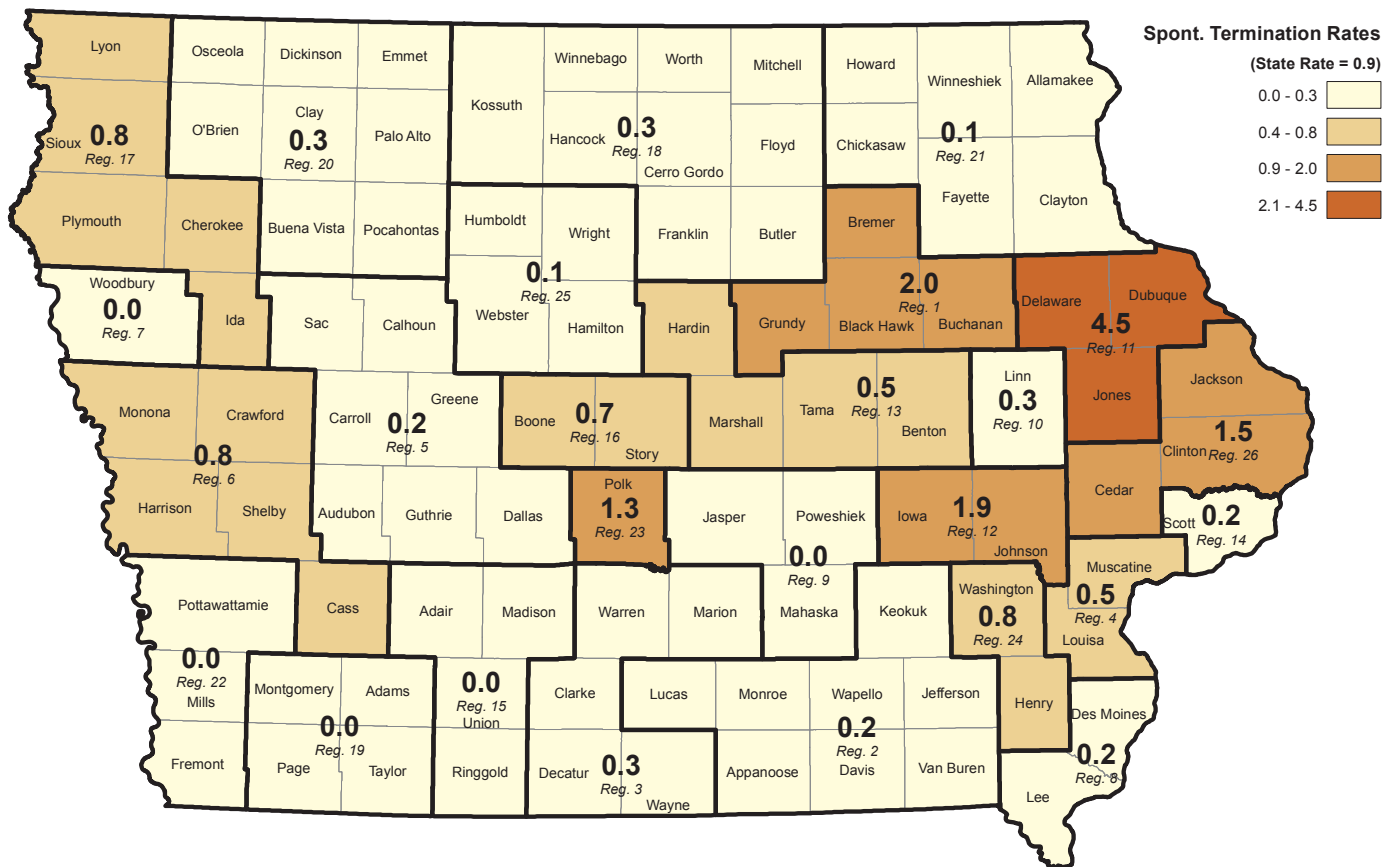 Spont. Termination Rates
(State Rate = 0.9)
0.0 - 0.3
0.4 - 0.8
0.9 - 2.0
2.1 - 4.5
Lyon
Osceola
Dickinson
Emmet
Kossuth
Winnebago
Worth
Mitchell
Howard
Winneshiek
Allamakee
Sioux
0.8
Reg. 17
O'Brien
Clay
0.3
Reg. 20
Palo Alto
Hancock
0.3
Reg. 18
Cerro Gordo
Floyd
Chickasaw
0.1
Reg. 21
Plymouth
Cherokee
Buena Vista
Pocahontas
Humboldt
Wright
Franklin
Butler
Bremer
Fayette
Clayton
Woodbury
0.0
Reg. 7
Ida
Sac
Calhoun
0.1
Reg. 25
Webster
Hamilton
Hardin
Grundy
2.0
Reg. 1
Black Hawk
Buchanan
Delaware
Dubuque
4.5
Reg. 11
Jones
Jackson
Monona
Crawford
0.8
Reg. 6
Harrison
Shelby
Carroll
Greene
0.2
Reg. 5
Audubon
Guthrie
Dallas
Boone
0.7
Reg. 16
Story
Marshall
Tama
0.5
Reg. 13
Benton
Linn
0.3
Reg. 10
Clinton
1.5
Reg. 26
Cedar
Polk
1.3
Reg. 23
Jasper
Poweshiek
0.0
Reg. 9
Mahaska
Iowa
1.9
Reg. 12
Johnson
Scott
0.2
Reg. 14
Muscatine
0.5
Reg. 4
Louisa
Pottawattamie
0.0
Reg. 22
Mills
Fremont
Cass
Adair
Madison
Warren
Marion
Keokuk
Washington
0.8
Reg. 24
Henry
Montgomery
Adams
0.0
Reg. 19
Page
Taylor
0.0
Reg. 15
Union
Ringgold
Clarke
Decatur
0.3
Reg. 3
Wayne
Lucas
Monroe
Wapello
Jefferson
0.2
Reg. 2
Davis
Appanoose
Van Buren
Des Moines
0.2
Reg. 8
Lee